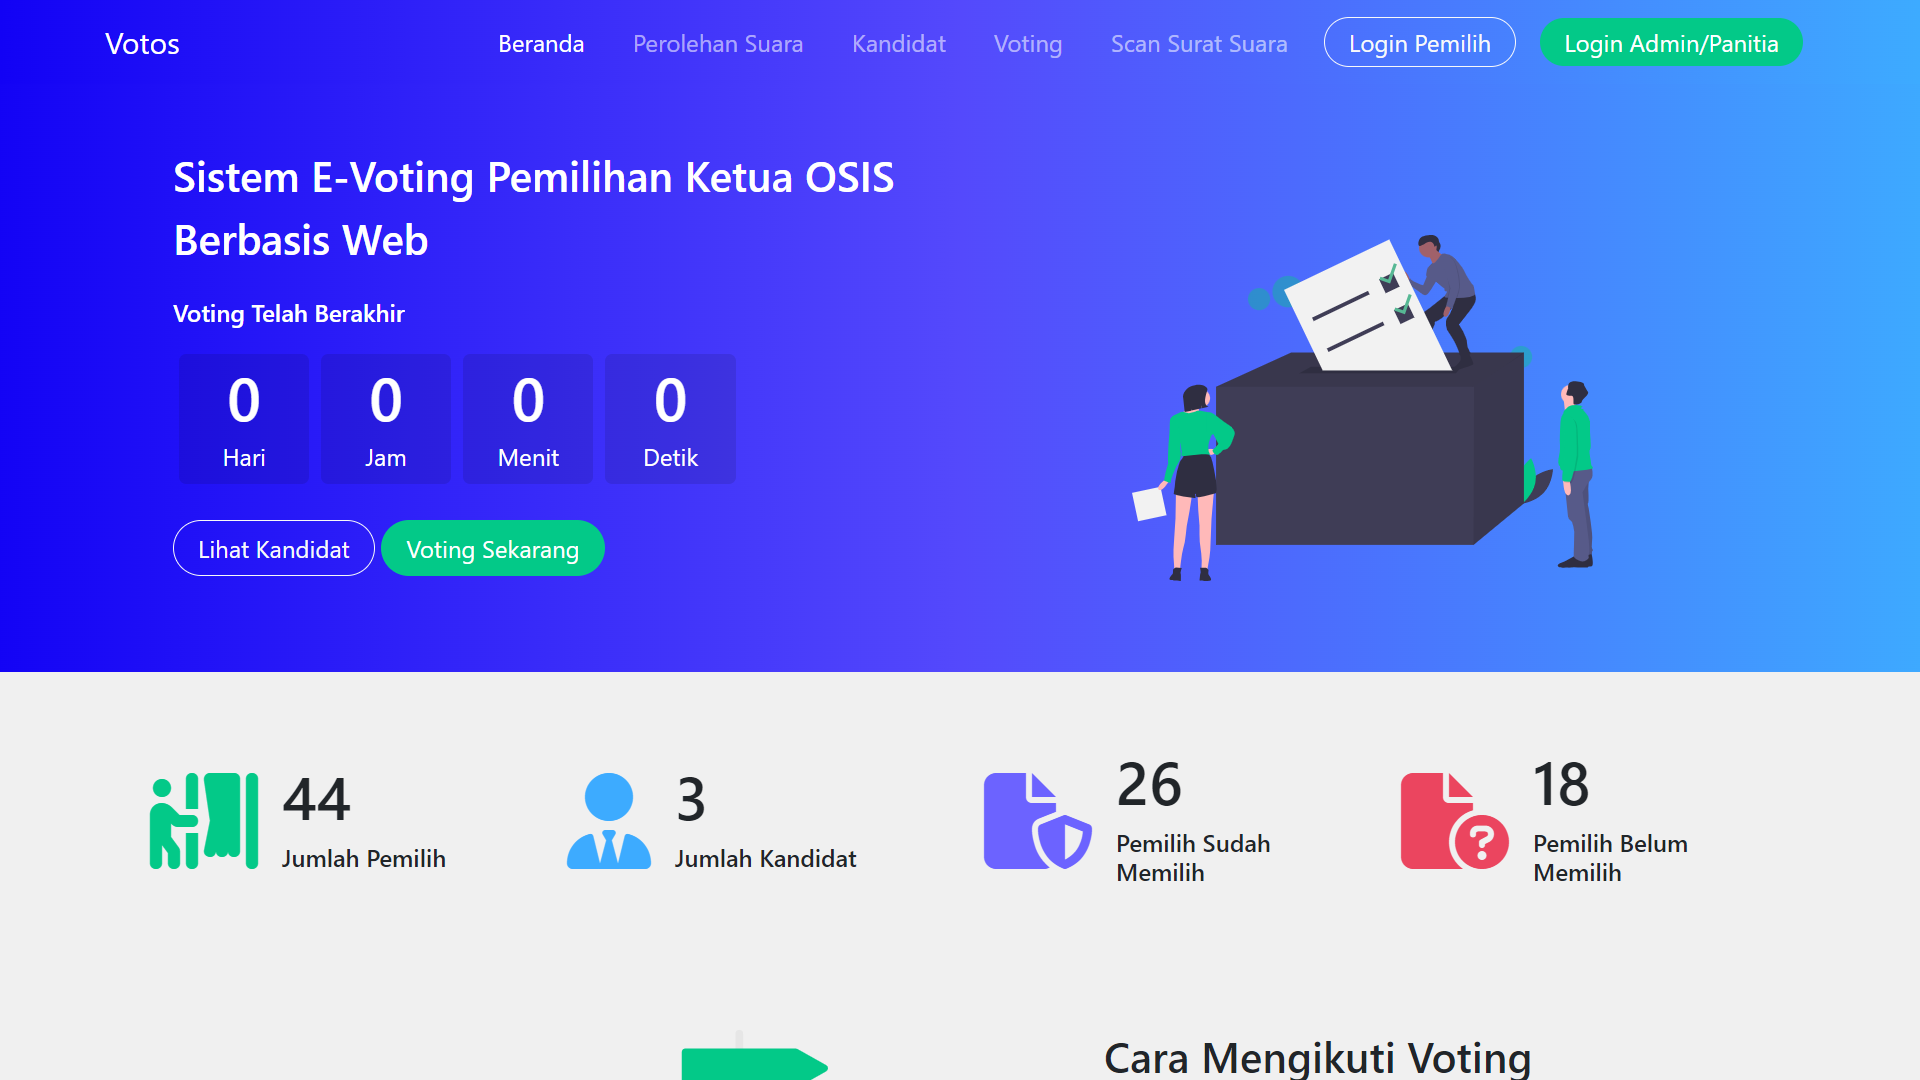 Votos
Beranda
Perolehan Suara
Kandidat
Voting
Scan Surat Suara
Login Pemilih
Login Admin/Panitia
Sistem E-Voting Pemilihan Ketua OSIS
Berbasis Web
Voting Telah Berakhir
0
Hari
0
Jam
0
Menit
0
Detik
Lihat Kandidat
Voting Sekarang
44
Jumlah Pemilih
3
Jumlah Kandidat
26
Pemilih Sudah
Memilih
18
Pemilih Belum
Memilih
Cara Mengikuti Voting